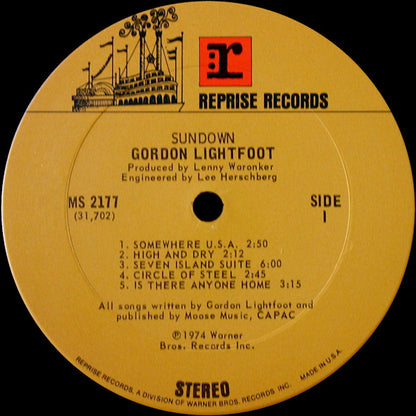 r
REPRISE RECORDS
SUNDOWN
GORDON LIGHTFOOT
Produced by Lenny Waronker
Engineered by Lee Herschberg
MS 2177
(31,702)
SIDE
1
1. SOMEWHERE U.S.A. 2:50
2. HIGH AND DRY 2:12
3. SEVEN ISLAND SUITE 6:00
4. CIRCLE OF STEEL 2:45
5. IS THERE ANYONE HOME 3:15
All songs written by Gordon Lightfoot and
published by Moose Music, CAPAC
℗1974 Warner
Bros. Records Inc.
STEREO
REPRISE RECORDS, A DIVISION OF WARNER BROS. RECORDS INC. MADE IN U.S.A.